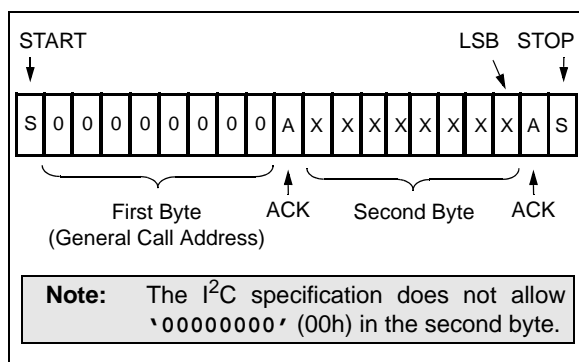 START LSB STOP
S 0 0 0 0 0 0 0 0 A X X X X X X X X A S
First Byte ACK Second Byte ACK
(General Call Address)
Note: The I²C specification does not allow
‘00000000’ (00h) in the second byte.